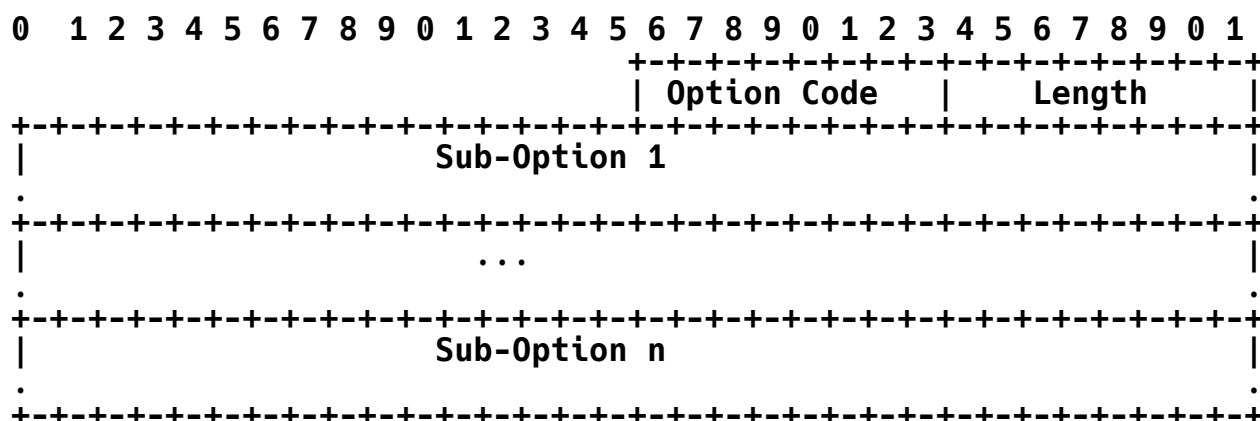 0  1 2 3 4 5 6 7 8 9 0 1 2 3 4 5 6 7 8 9 0 1 2 3 4 5 6 7 8 9 0 1
                                +-+-+-+-+-+-+-+-+-+-+-+-+-+-+-+-+
                                | Option Code   |    Length     |
+-+-+-+-+-+-+-+-+-+-+-+-+-+-+-+-+-+-+-+-+-+-+-+-+-+-+-+-+-+-+-+-+
|                     Sub-Option 1                              |
.                                                               .
+-+-+-+-+-+-+-+-+-+-+-+-+-+-+-+-+-+-+-+-+-+-+-+-+-+-+-+-+-+-+-+-+
|                       ...                                     |
.                                                               .
+-+-+-+-+-+-+-+-+-+-+-+-+-+-+-+-+-+-+-+-+-+-+-+-+-+-+-+-+-+-+-+-+
|                     Sub-Option n                              |
.                                                               .
+-+-+-+-+-+-+-+-+-+-+-+-+-+-+-+-+-+-+-+-+-+-+-+-+-+-+-+-+-+-+-+-+